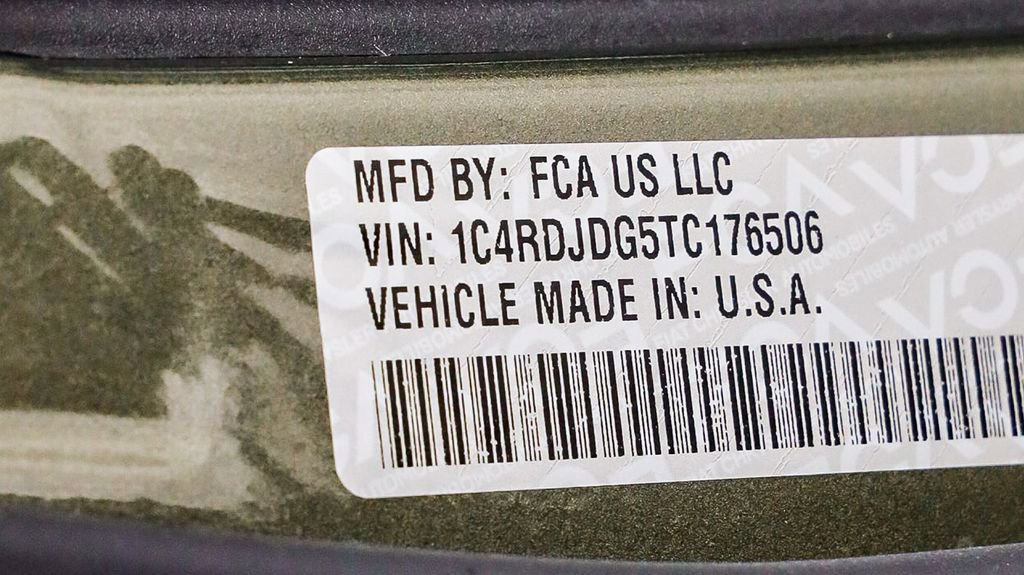 MFD BY: FCA US LLC
VIN: 1C4RDJDG5TC176506
VEHICLE MADE IN: U.S.A.